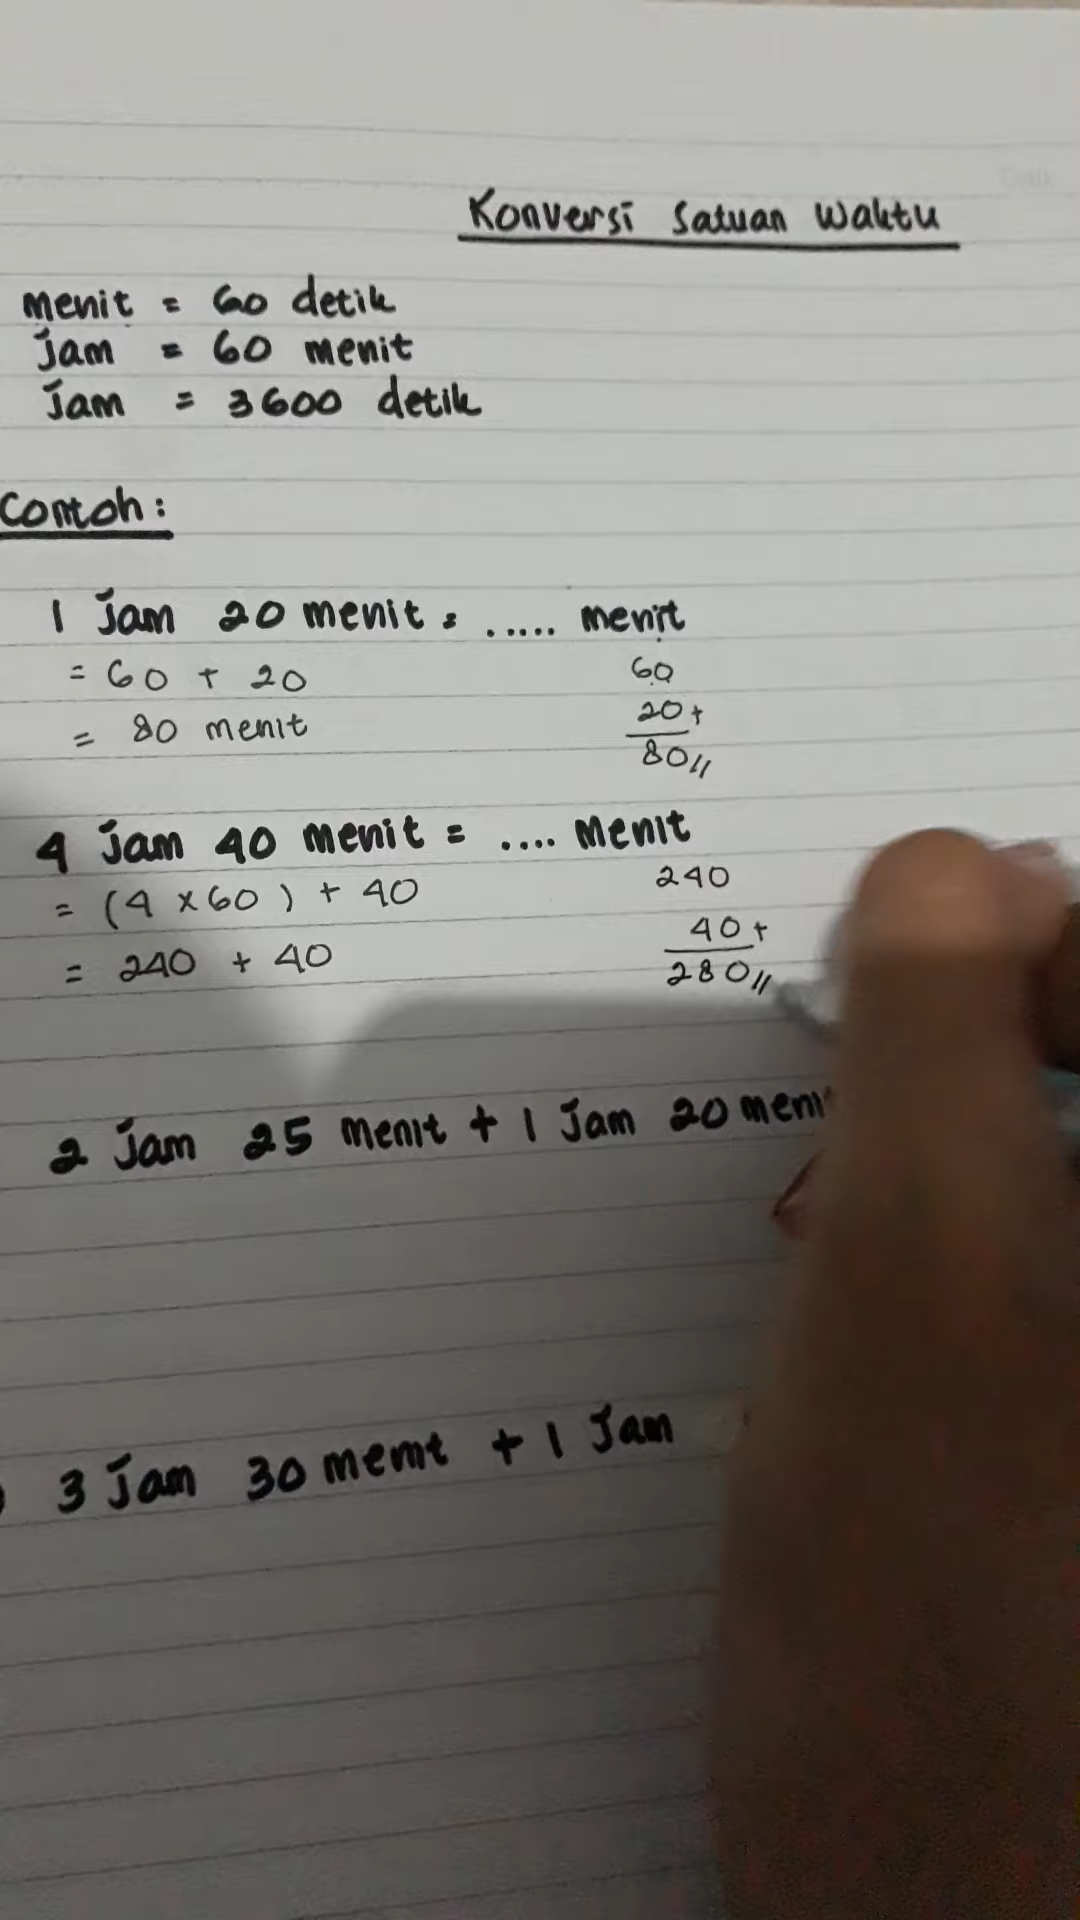 Konversi Satuan Waktu
menit = 60 detik
Jam = 60 menit
Jam = 3600 detik
Contoh:
1 Jam 20 menit = ..... menit
= 60 + 20
60
= 80 menit
20+
80//
4 Jam 40 menit = .... Menit
= (4 x 60) + 40
240
40+
= 240 + 40
280//
2 Jam 25 Menit + 1 Jam 20
3 Jam 30 menit + 1 Jam